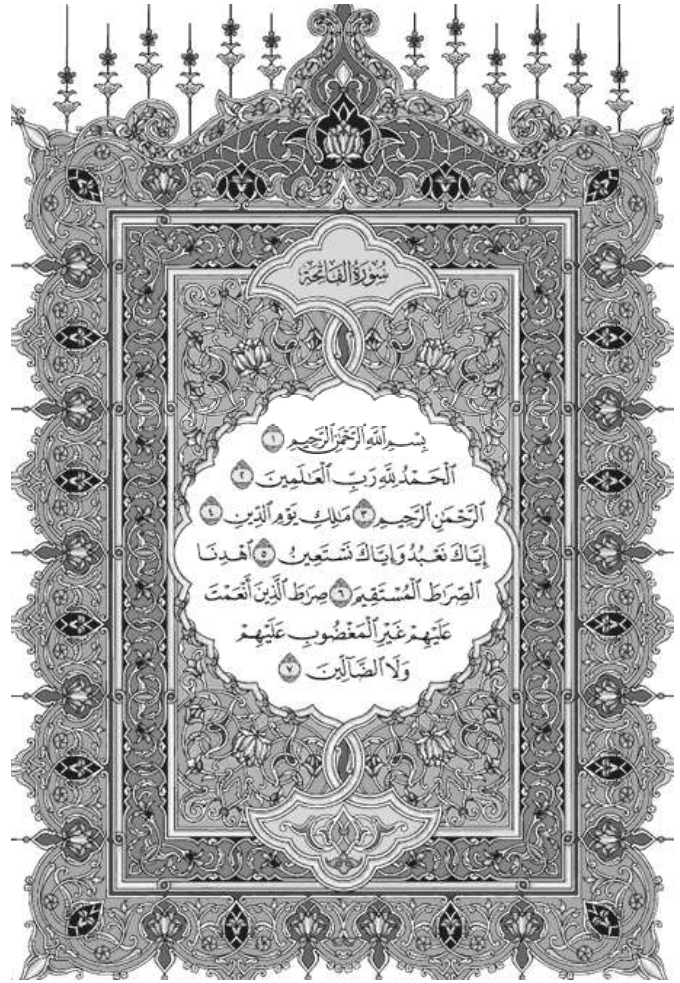 سُورَةُ الفَاتِحَةِ
بِسْمِ ٱللَّهِ ٱلرَّحْمَٰنِ ٱلرَّحِيمِ ١
ٱلْحَمْدُ لِلَّهِ رَبِّ ٱلْعَٰلَمِينَ ٢
ٱلرَّحْمَٰنِ ٱلرَّحِيمِ ٣ مَٰلِكِ يَوْمِ ٱلدِّينِ ٤
إِيَّاكَ نَعْبُدُ وَإِيَّاكَ نَسْتَعِينُ ٥ ٱهْدِنَا
ٱلصِّرَٰطَ ٱلْمُسْتَقِيمَ ٦ صِرَٰطَ ٱلَّذِينَ أَنْعَمْتَ
عَلَيْهِمْ غَيْرِ ٱلْمَغْضُوبِ عَلَيْهِمْ
وَلَا ٱلضَّآلِّينَ ٧